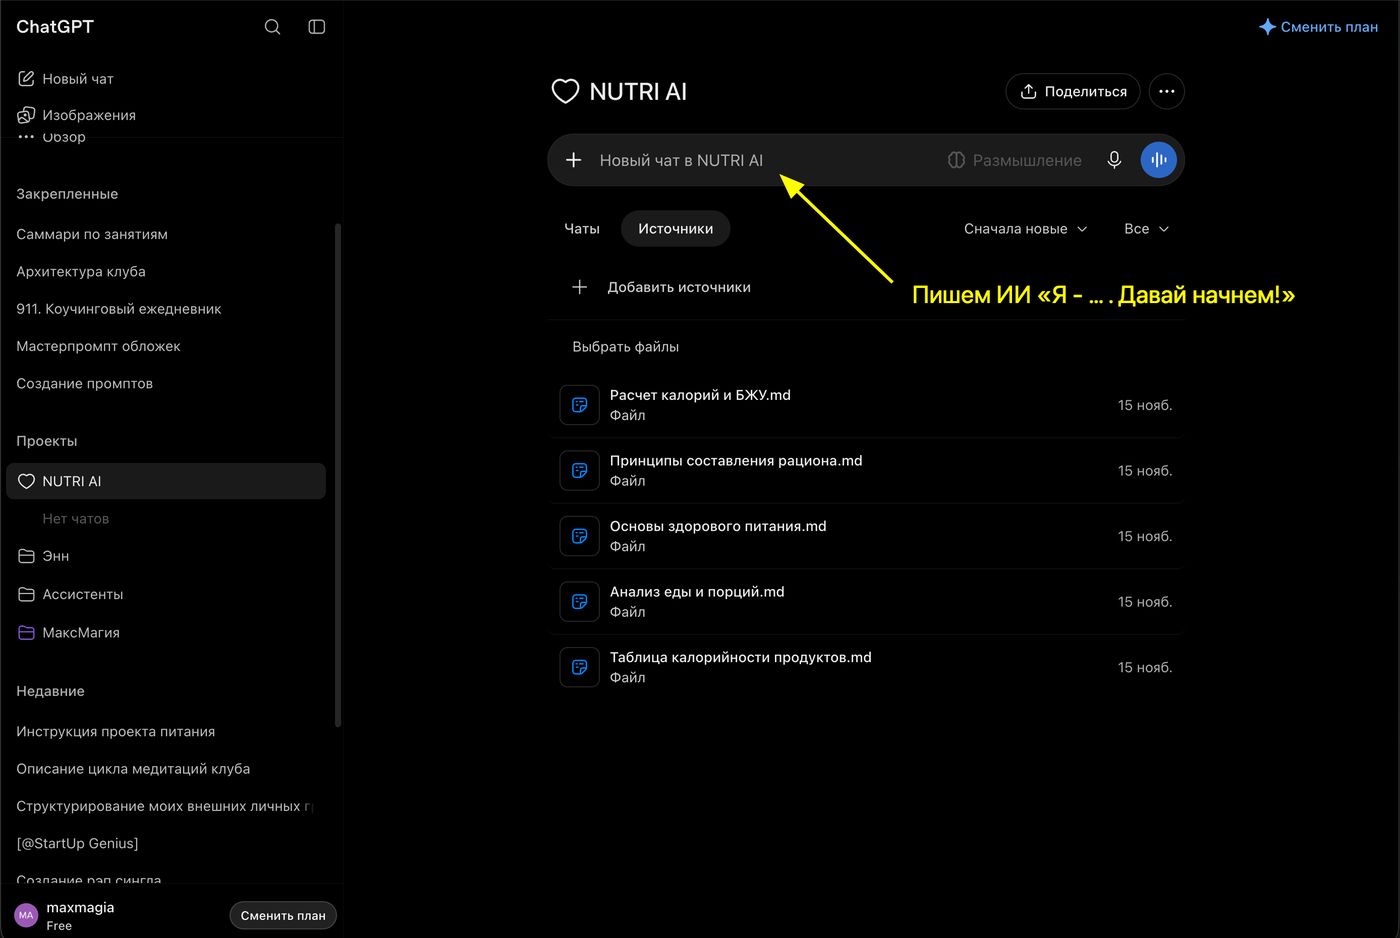 ChatGPT
Новый чат
Изображения
Обзор
Закрепленные
Саммари по занятиям
Архитектура клуба
911. Коучинговый ежедневник
Мастерпромпт обложек
Создание промптов
Проекты
NUTRI AI
Нет чатов
Энн
Ассистенты
МаксМагия
Недавние
Инструкция проекта питания
Описание цикла медитаций клуба
Структурирование моих внешних личных
[@StartUp Genius]
Создание рэп сингла
MA
maxmagia
Free
Сменить план
Сменить план
NUTRI AI
Поделиться
Новый чат в NUTRI AI
Размышление
Чаты
Источники
Сначала новые
Все
Добавить источники
Пишем ИИ «Я - ... . Давай начнем!»
Выбрать файлы
Расчет калорий и БЖУ.md
Файл
15 нояб.
Принципы составления рациона.md
Файл
15 нояб.
Основы здорового питания.md
Файл
15 нояб.
Анализ еды и порций.md
Файл
15 нояб.
Таблица калорийности продуктов.md
Файл
15 нояб.